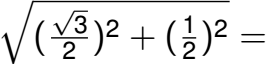 √((√3/2)² + (1/2)²) =